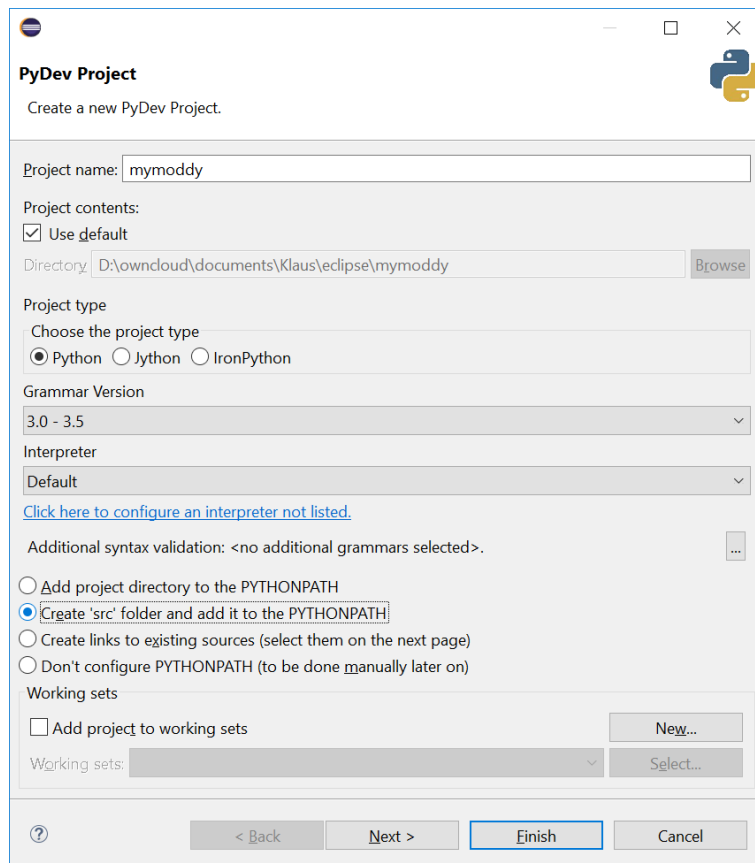 PyDev Project
Create a new PyDev Project.
Project name: mymoddy
Project contents:
Use default
Directory D:\owncloud\documents\Klaus\eclipse\mymoddy Browse
Project type
Choose the project type
Python Jython IronPython
Grammar Version
3.0 - 3.5
Interpreter
Default
Click here to configure an interpreter not listed.
Additional syntax validation: <no additional grammars selected>. ...
Add project directory to the PYTHONPATH
Create 'src' folder and add it to the PYTHONPATH
Create links to existing sources (select them on the next page)
Don't configure PYTHONPATH (to be done manually later on)
Working sets
Add project to working sets New...
Working sets: Select...
? < Back Next > Finish Cancel